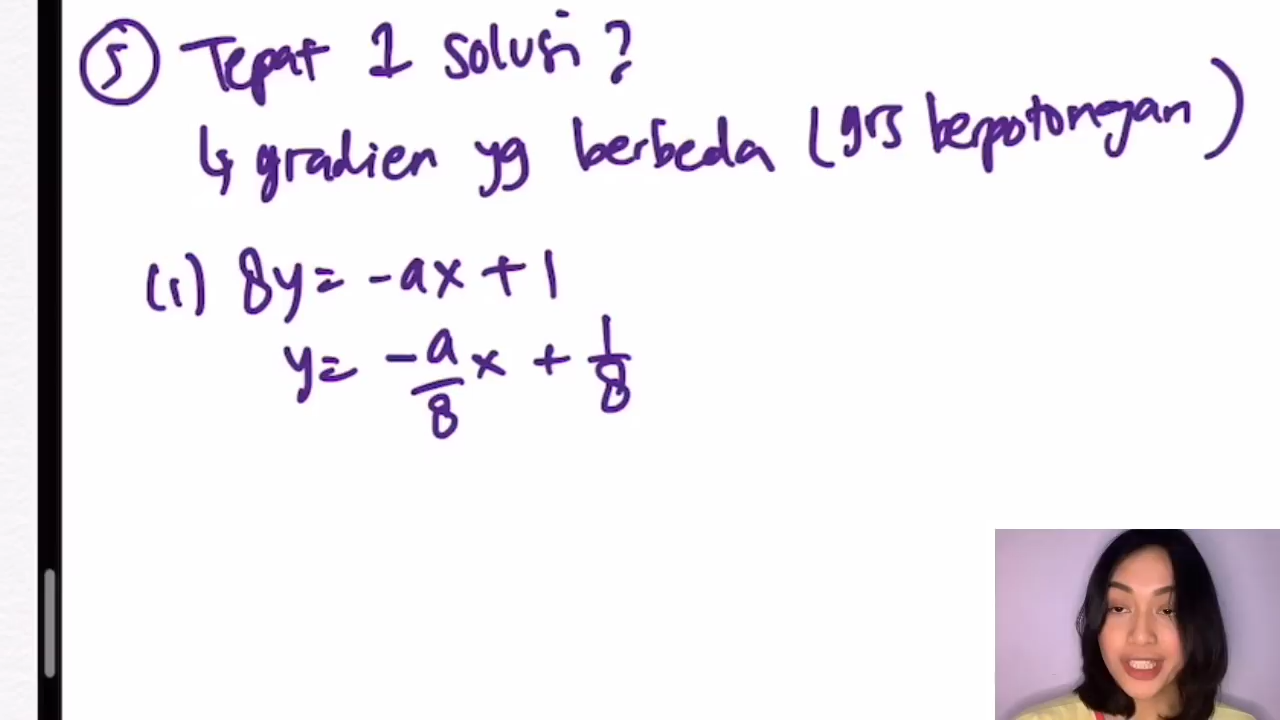 ⑤ Tepat 1 solusi?
↳ gradien yg berbeda (grs berpotongan)
(1) 8y = -ax + 1
y = -a/8 x + 1/8